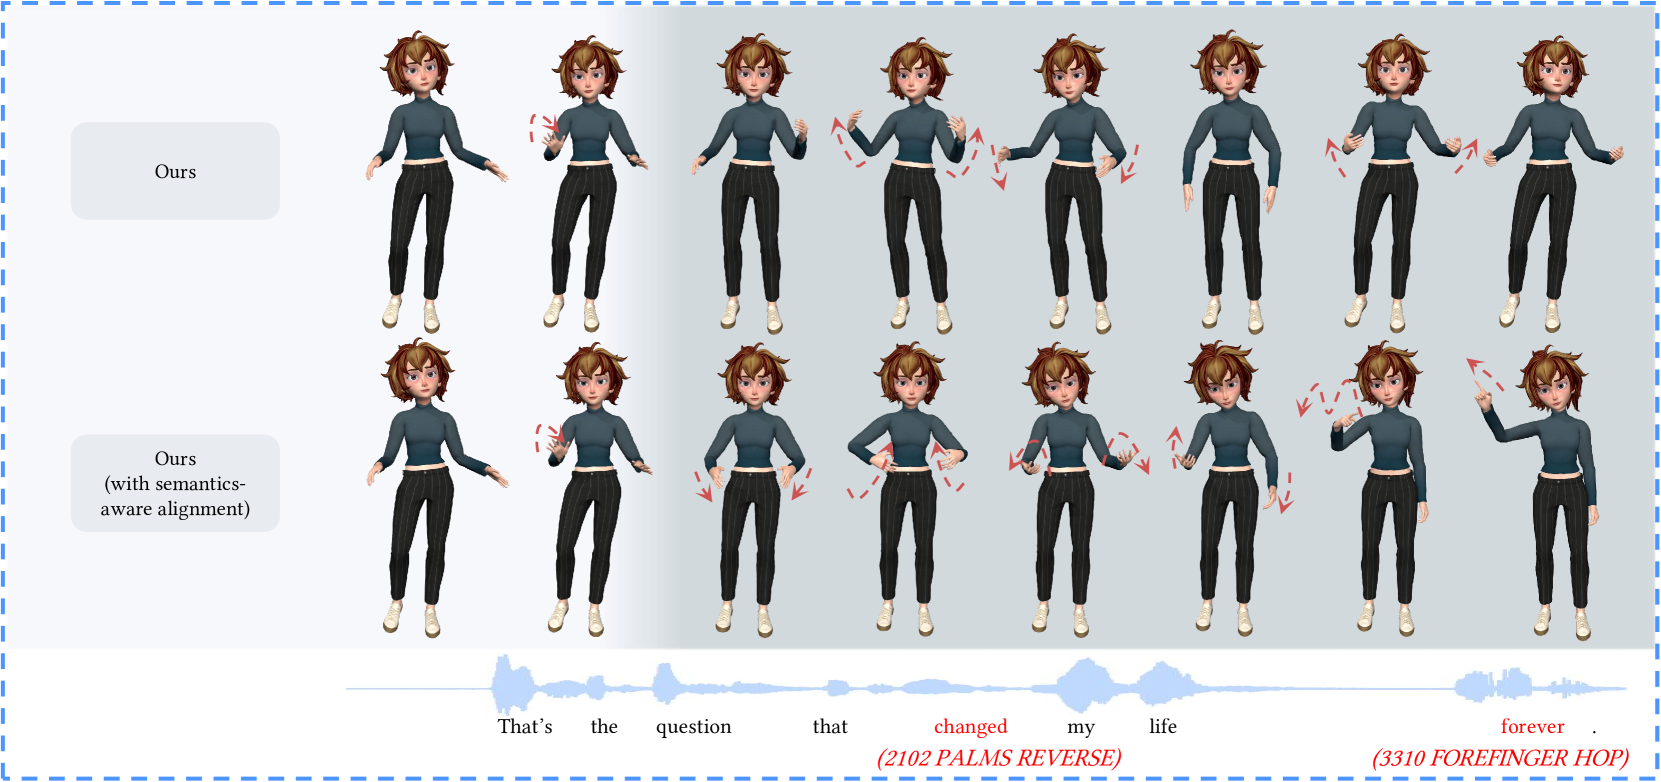 Ours
Ours
(with semantics-
aware alignment)
That's the question that changed my life forever .
(2102 PALMS REVERSE) (3310 FOREFINGER HOP)